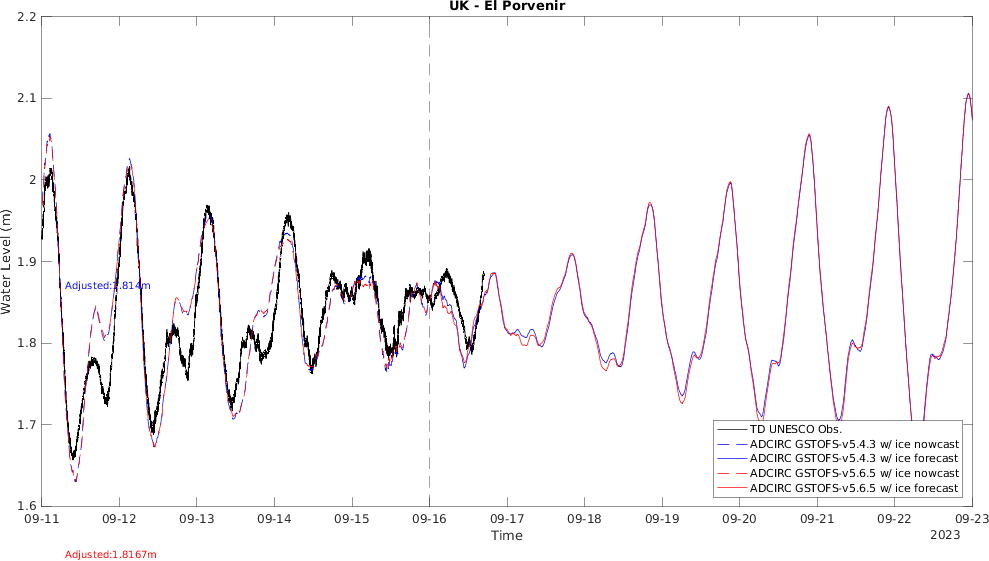 UK - El Porvenir
2.2
2.1
2
1.9
1.8
1.7
1.6
Water Level (m)
Adjusted:1.814m
TD UNESCO Obs.
ADCIRC GSTOFS-v5.4.3 w/ ice nowcast
ADCIRC GSTOFS-v5.4.3 w/ ice forecast
ADCIRC GSTOFS-v5.6.5 w/ ice nowcast
ADCIRC GSTOFS-v5.6.5 w/ ice forecast
09-11 09-12 09-13 09-14 09-15 09-16 09-17 09-18 09-19 09-20 09-21 09-22 09-23
Time
2023
Adjusted:1.8167m